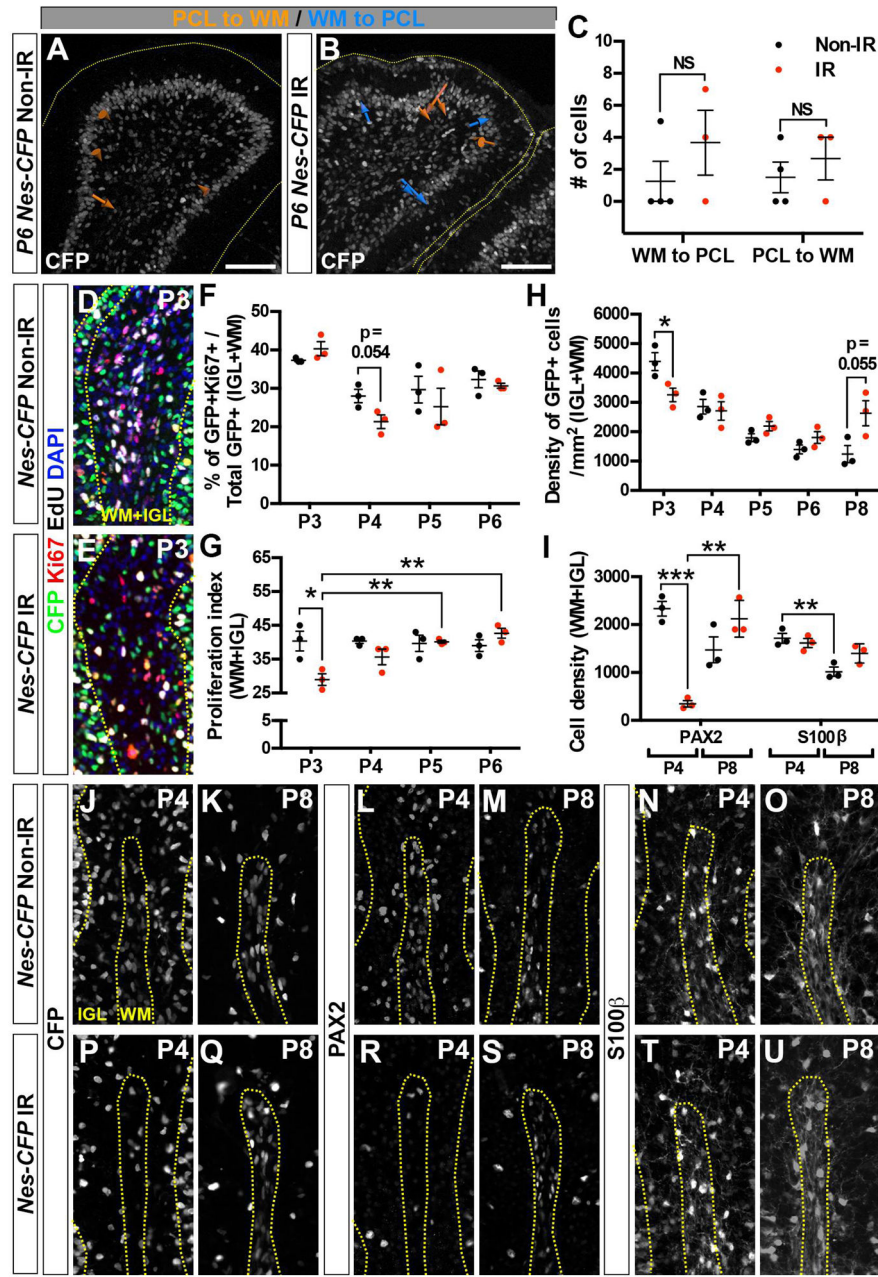 PCL to WM / WM to PCL
P6 Nes-CFP Non-IR
A
CFP
P6 Nes-CFP IR
B
CFP
C
# of cells
10
8
6
4
2
0
NS
NS
Non-IR
IR
WM to PCL
PCL to WM
Nes-CFP Non-IR
Nes-CFP IR
CFP Ki67 EdU DAPI
D
P3
WM+IGL
E
P3
F
% of GFP+Ki67+ /
Total GFP+ (IGL+WM)
50
40
30
20
10
0
p =
0.054
P3
P4
P5
P6
G
Proliferation index
(WM+IGL)
65
55
45
35
25
5
0
*
**
**
P3
P4
P5
P6
H
Density of GFP+ cells
/mm² (IGL+WM)
6000
5000
4000
3000
2000
1000
0
*
p =
0.055
P3
P4
P5
P6
P8
I
Cell density (WM+IGL)
3000
2000
1000
0
***
**
**
PAX2
S100β
P4
P8
P4
P8
Nes-CFP Non-IR
Nes-CFP IR
CFP
J
P4
IGL WM
K
P8
PAX2
L
P4
M
P8
S100β
N
P4
O
P8
P
P4
Q
P8
R
P4
S
P8
T
P4
U
P8